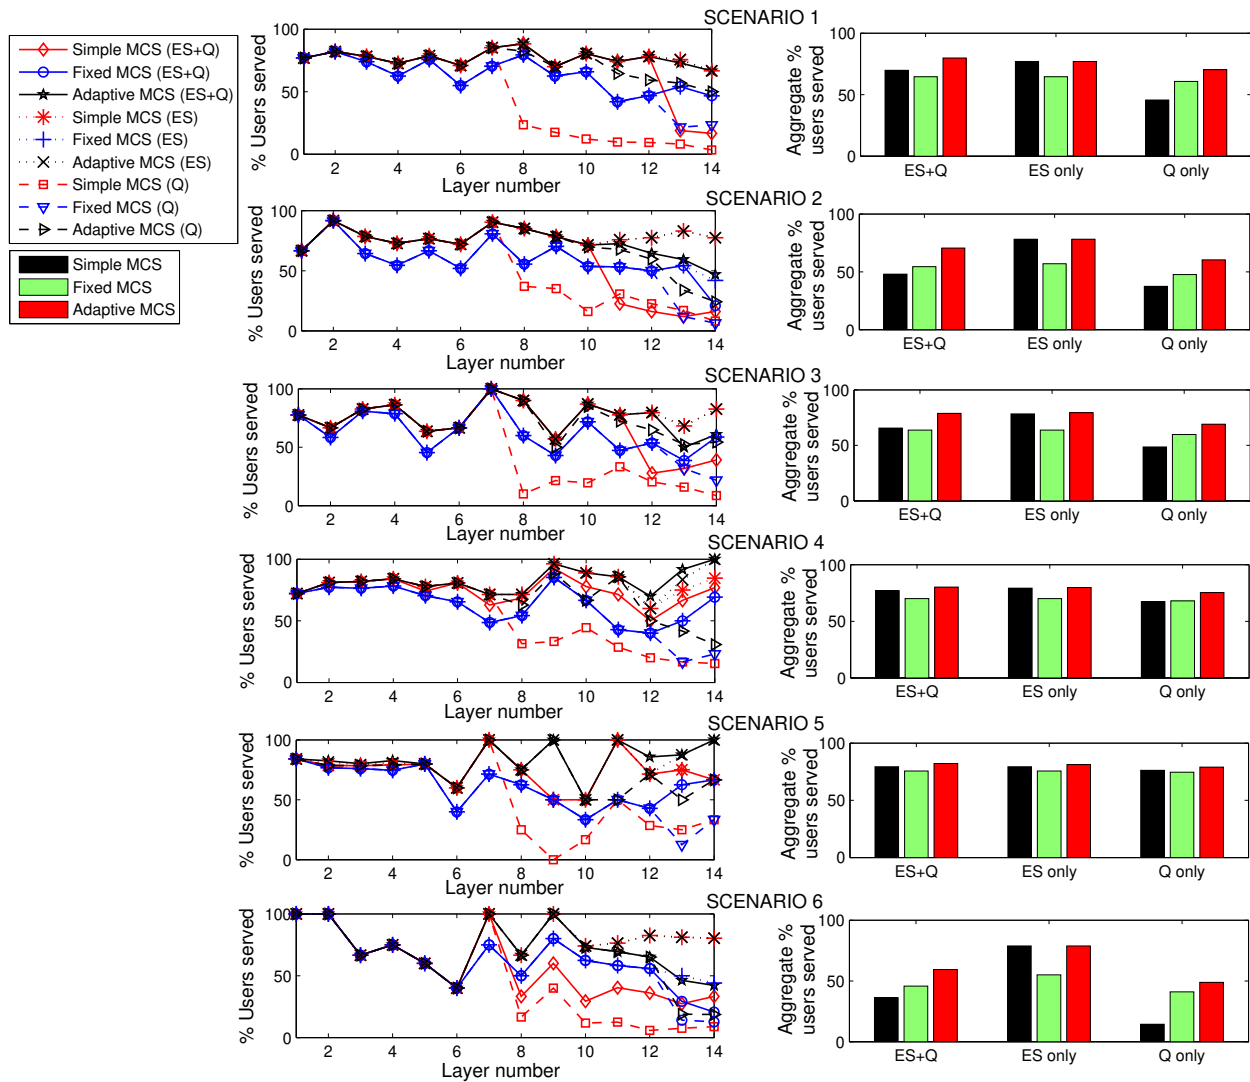 Simple MCS (ES+Q)
Fixed MCS (ES+Q)
Adaptive MCS (ES+Q)
Simple MCS (ES)
Fixed MCS (ES)
Adaptive MCS (ES)
Simple MCS (Q)
Fixed MCS (Q)
Adaptive MCS (Q)
Simple MCS
Fixed MCS
Adaptive MCS
SCENARIO 1
% Users served
100
50
0
2 4 6 8 10 12 14
Layer number
Aggregate %
users served
100
50
0
ES+Q ES only Q only
SCENARIO 2
% Users served
100
50
0
2 4 6 8 10 12 14
Layer number
Aggregate %
users served
100
50
0
ES+Q ES only Q only
SCENARIO 3
% Users served
100
50
0
2 4 6 8 10 12 14
Layer number
Aggregate %
users served
100
50
0
ES+Q ES only Q only
SCENARIO 4
% Users served
100
50
0
2 4 6 8 10 12 14
Layer number
Aggregate %
users served
100
50
0
ES+Q ES only Q only
SCENARIO 5
% Users served
100
50
0
2 4 6 8 10 12 14
Layer number
Aggregate %
users served
100
50
0
ES+Q ES only Q only
SCENARIO 6
% Users served
100
50
0
2 4 6 8 10 12 14
Layer number
Aggregate %
users served
100
50
0
ES+Q ES only Q only